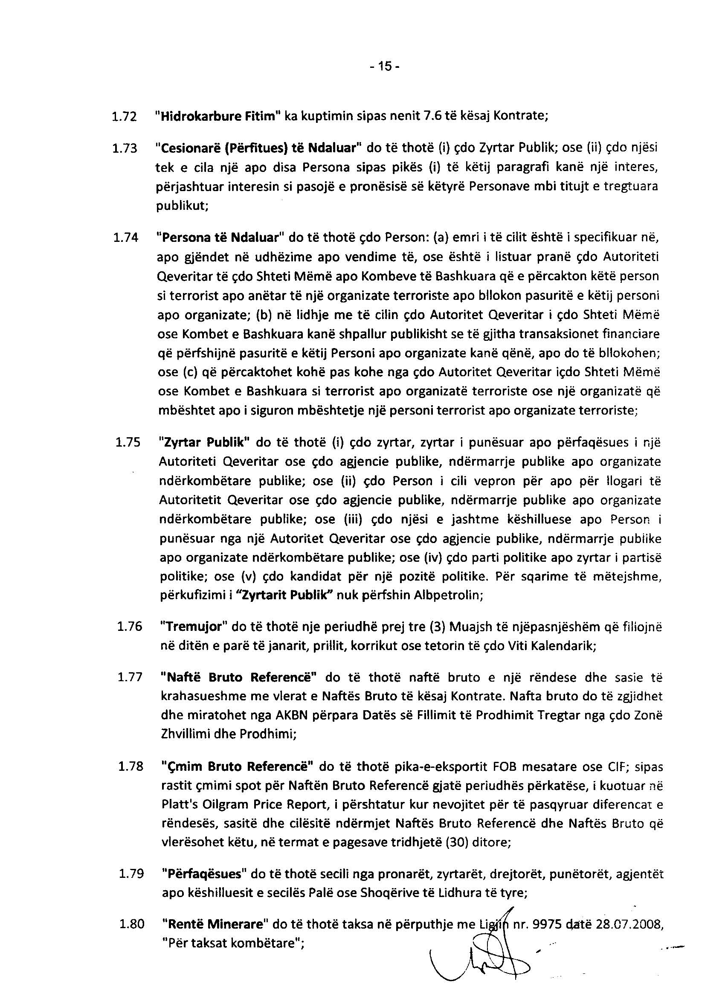 - 15 -
1.72 "Hidrokarbure Fitim" ka kuptimin sipas nenit 7.6 të kësaj Kontrate;
1.73 "Cesionarë (Përfitues) të Ndaluar" do të thotë (i) çdo Zyrtar Publik; ose (ii) çdo njësi
tek e cila një apo disa Persona sipas pikës (i) të këtij paragrafi kanë një interes,
përjashtuar interesin si pasojë e pronësisë së këtyrë Personave mbi titujt e tregtuara
publikut;
1.74 "Persona të Ndaluar" do të thotë çdo Person: (a) emri i të cilit është i specifikuar në,
apo gjëndet në udhëzime apo vendime të, ose është i listuar pranë çdo Autoriteti
Qeveritar të çdo Shteti Mëmë apo Kombeve të Bashkuara që e përcakton këtë person
si terrorist apo anëtar të një organizate terroriste apo bllokon pasuritë e këtij personi
apo organizate; (b) në lidhje me të cilin çdo Autoritet Qeveritar i çdo Shteti Mëmë
ose Kombet e Bashkuara kanë shpallur publikisht se të gjitha transaksionet financiare
që përfshijnë pasuritë e këtij Personi apo organizate kanë qënë, apo do të bllokohen;
ose (c) që përcaktohet kohë pas kohe nga çdo Autoritet Qeveritar içdo Shteti Mëmë
ose Kombet e Bashkuara si terrorist apo organizatë terroriste ose një organizatë që
mbështet apo i siguron mbështetje një personi terrorist apo organizate terroriste;
1.75 "Zyrtar Publik" do të thotë (i) çdo zyrtar, zyrtar i punësuar apo përfaqësues i një
Autoriteti Qeveritar ose çdo agjencie publike, ndërmarrje publike apo organizate
ndërkombëtare publike; ose (ii) çdo Person i cili vepron për apo për llogari të
Autoritetit Qeveritar ose çdo agjencie publike, ndërmarrje publike apo organizate
ndërkombëtare publike; ose (iii) çdo njësi e jashtme këshilluese apo Person i
punësuar nga një Autoritet Qeveritar ose çdo agjencie publike, ndërmarrje publike
apo organizate ndërkombëtare publike; ose (iv) çdo parti politike apo zyrtar i partisë
politike; ose (v) çdo kandidat për një pozitë politike. Për sqarime të mëtejshme,
përkufizimi i “Zyrtarit Publik” nuk përfshin Albpetrolin;
1.76 "Tremujor" do të thotë nje periudhë prej tre (3) Muajsh të njëpasnjëshëm që fillojnë
në ditën e parë të janarit, prillit, korrikut ose tetorin të çdo Viti Kalendarik;
1.77 "Naftë Bruto Referencë" do të thotë naftë bruto e një rëndese dhe sasie të
krahasueshme me vlerat e Naftës Bruto të kësaj Kontrate. Nafta bruto do të zgjidhet
dhe miratohet nga AKBN përpara Datës së Fillimit të Prodhimit Tregtar nga çdo Zonë
Zhvillimi dhe Prodhimi;
1.78 "Çmim Bruto Referencë" do të thotë pika-e-eksportit FOB mesatare ose CIF; sipas
rastit çmimi spot për Naftën Bruto Referencë gjatë periudhës përkatëse, i kuotuar në
Platt's Oilgram Price Report, i përshtatur kur nevojitet për të pasqyruar diferencat e
rëndesës, sasitë dhe cilësitë ndërmjet Naftës Bruto Referencë dhe Naftës Bruto që
vlerësohet këtu, në termat e pagesave tridhjetë (30) ditore;
1.79 "Përfaqësues" do të thotë secili nga pronarët, zyrtarët, drejtorët, punëtorët, agjentët
apo këshilluesit e secilës Palë ose Shoqërive të Lidhura të tyre;
1.80 "Rentë Minerare" do të thotë taksa në përputhje me Ligjin nr. 9975 datë 28.07.2008,
"Për taksat kombëtare";